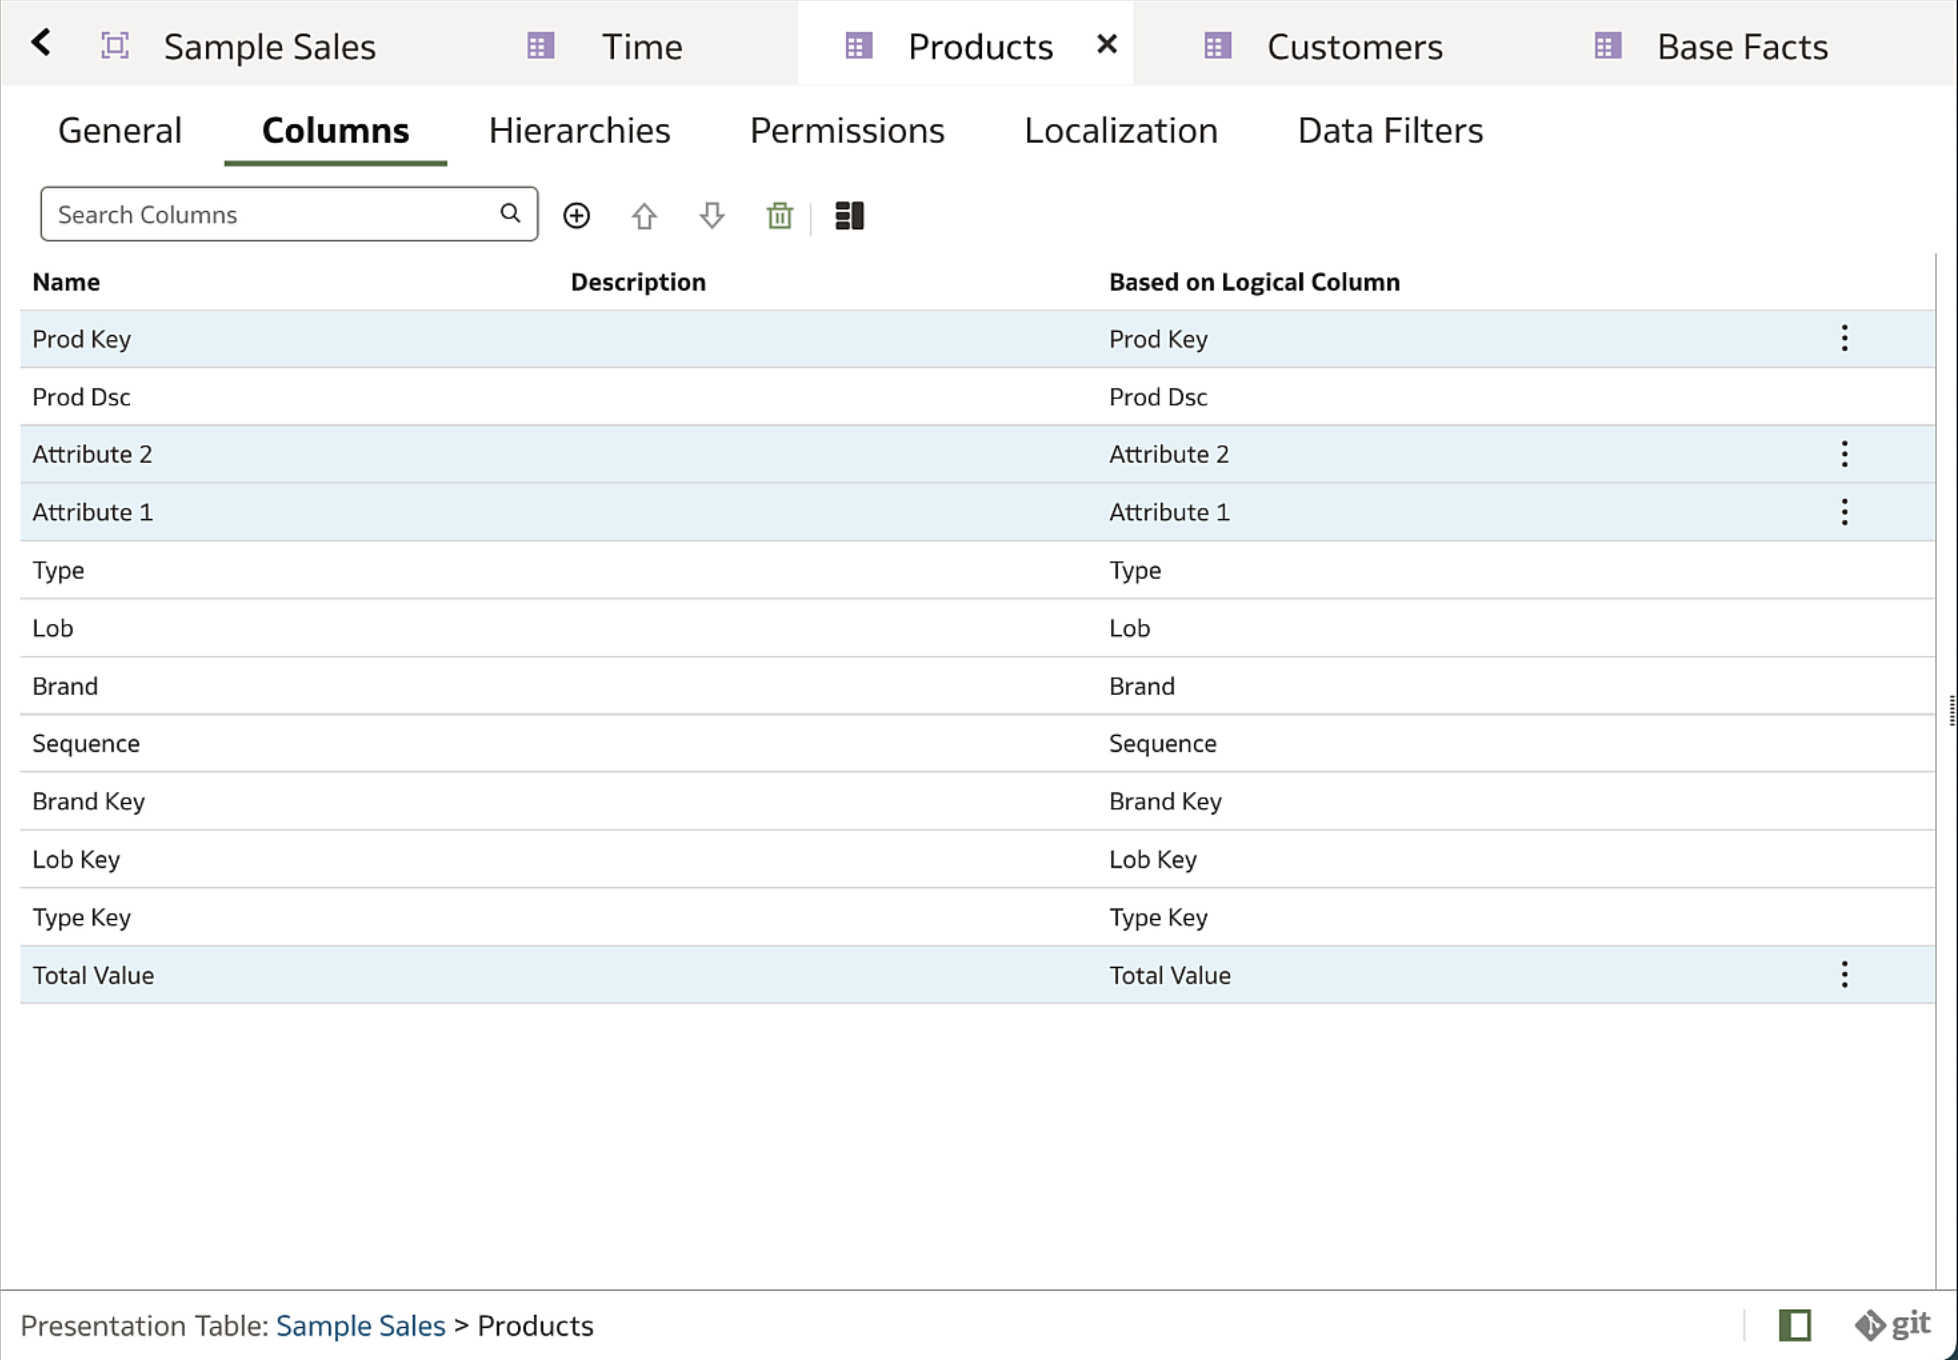 Sample Sales Time Products Customers Base Facts
General Columns Hierarchies Permissions Localization Data Filters
Search Columns
Name Description Based on Logical Column
Prod Key Prod Key
Prod Dsc Prod Dsc
Attribute 2 Attribute 2
Attribute 1 Attribute 1
Type Type
Lob Lob
Brand Brand
Sequence Sequence
Brand Key Brand Key
Lob Key Lob Key
Type Key Type Key
Total Value Total Value
Presentation Table: Sample Sales > Products git